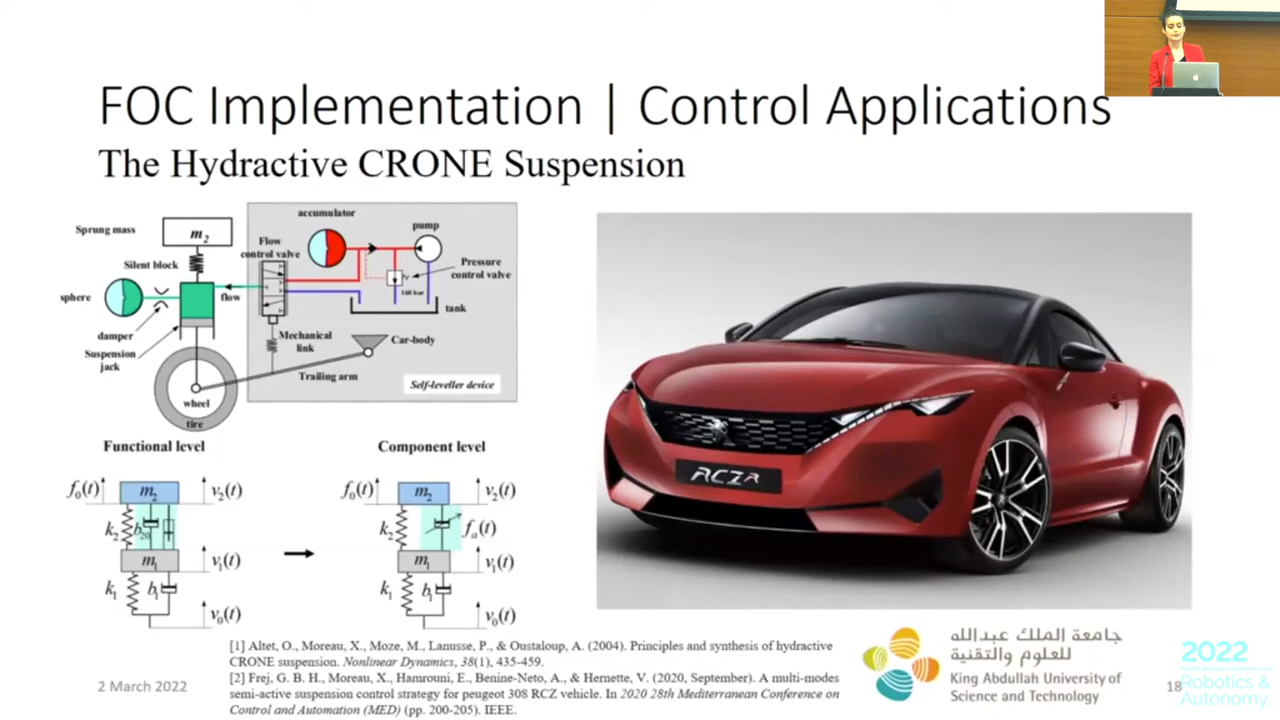 FOC Implementation | Control Applications
The Hydractive CRONE Suspension
Sprung mass
m2
Silent block
sphere
damper
Suspension
jack
flow
wheel
tire
accumulator
Flow
control valve
pump
Pressure
control valve
tank
Mechanical
link
Car-body
Trailing arm
Self-leveller device
Functional level
f0(t)
m2
v2(t)
k2
b20
m1
v1(t)
k1
b1
v0(t)
Component level
f0(t)
m2
v2(t)
k2
fa(t)
m1
v1(t)
k1
b1
v0(t)
RCZR
[1] Altet, O., Moreau, X., Moze, M., Lanusse, P., & Oustaloup, A. (2004). Principles and synthesis of hydractive
CRONE suspension. Nonlinear Dynamics, 38(1), 435-459.
[2] Frej, G. B. H., Moreau, X., Hamrouni, E., Benine-Neto, A., & Hernette, V. (2020, September). A multi-modes
semi-active suspension control strategy for peugeot 308 RCZ vehicle. In 2020 28th Mediterranean Conference on
Control and Automation (MED) (pp. 200-205). IEEE.
2 March 2022
جامعة الملك عبدالله
للعلوم والتقنية
King Abdullah University of
Science and Technology
18
2022
Robotics &
Autonomy